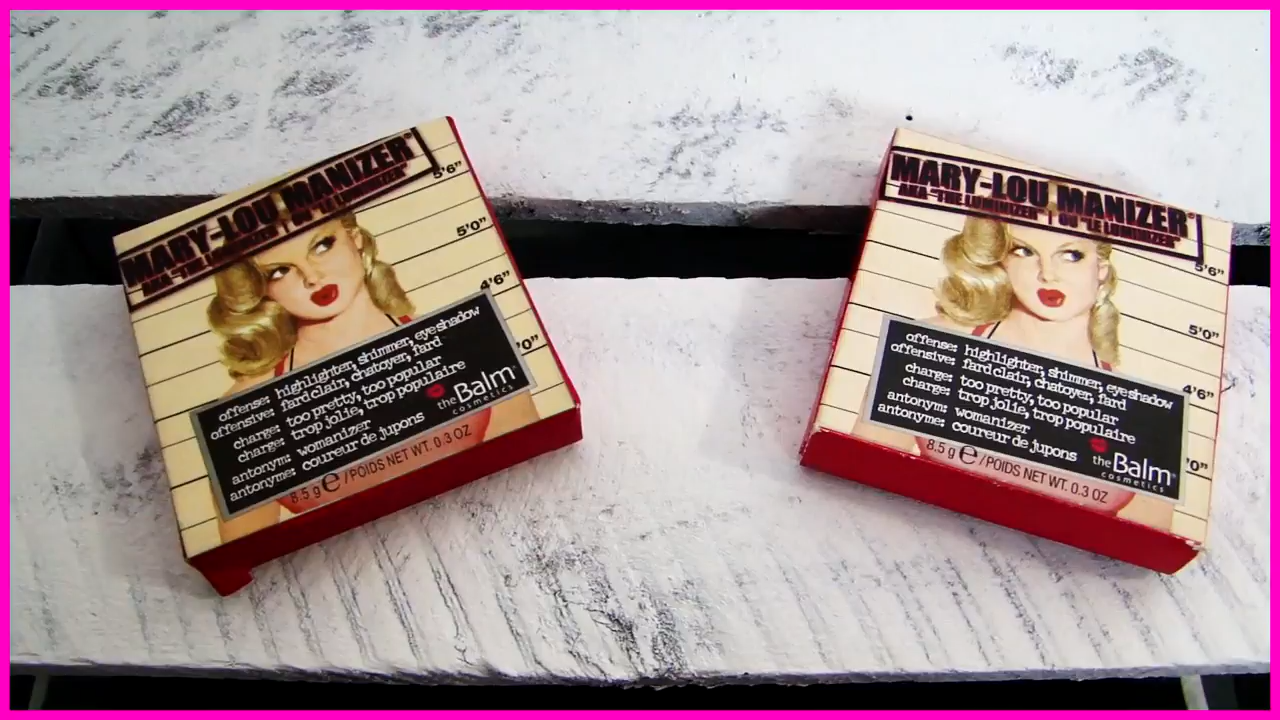 MARY-LOU MANIZER®
AKA "THE LUMINIZER" | OU "LE LUMINIZER"
5'6"
5'0"
4'6"
'0"
offense: highlighter, shimmer, eyeshadow
offensive: fard clair, chatoyer, fard
charge: too pretty, too popular
charge: trop jolie, trop populaire
antonym: womanizer
antonyme: coureur de jupons
theBalm®
cosmetics
8.5 g e / POIDS NET WT. 0.3 OZ
MARY-LOU MANIZER®
AKA "THE LUMINIZER" | OU "LE LUMINIZER"
5'6"
5'0"
4'6"
'0"
offense: highlighter, shimmer, eyeshadow
offensive: fard clair, chatoyer, fard
charge: too pretty, too popular
charge: trop jolie, trop populaire
antonym: womanizer
antonyme: coureur de jupons
theBalm®
cosmetics
8.5 g e / POIDS NET WT. 0.3 OZ